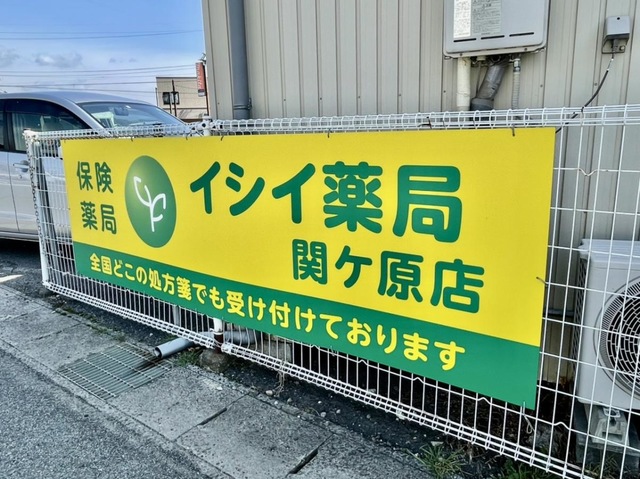 保険
薬局
イシイ薬局
関ケ原店
全国どこの処方箋でも受け付けております